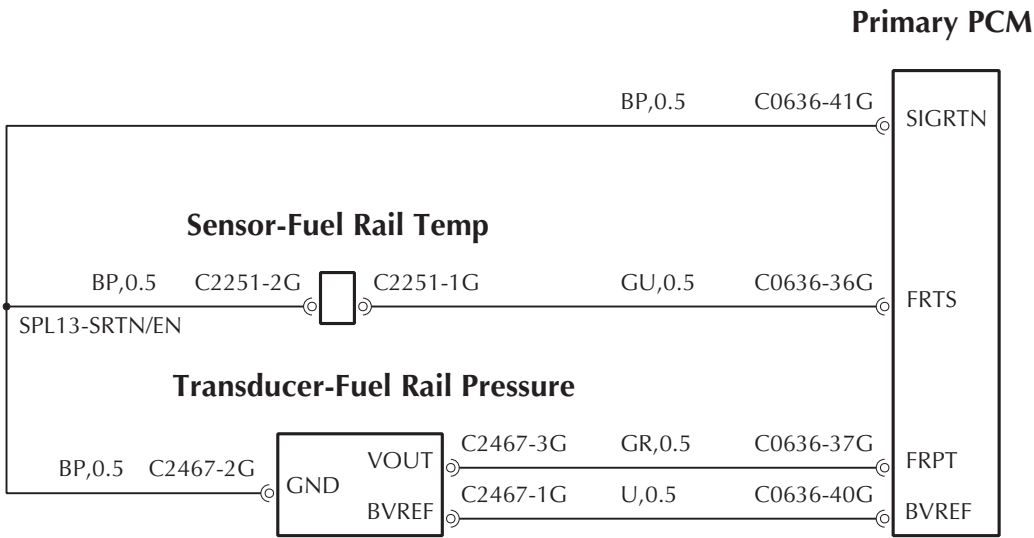 Primary PCM
BP,0.5 C0636-41G
SIGRTN
Sensor-Fuel Rail Temp
BP,0.5 C2251-2G C2251-1G GU,0.5 C0636-36G
FRTS
SPL13-SRTN/EN
Transducer-Fuel Rail Pressure
C2467-3G GR,0.5 C0636-37G
BP,0.5 C2467-2G VOUT FRPT
GND
C2467-1G U,0.5 C0636-40G
BVREF BVREF